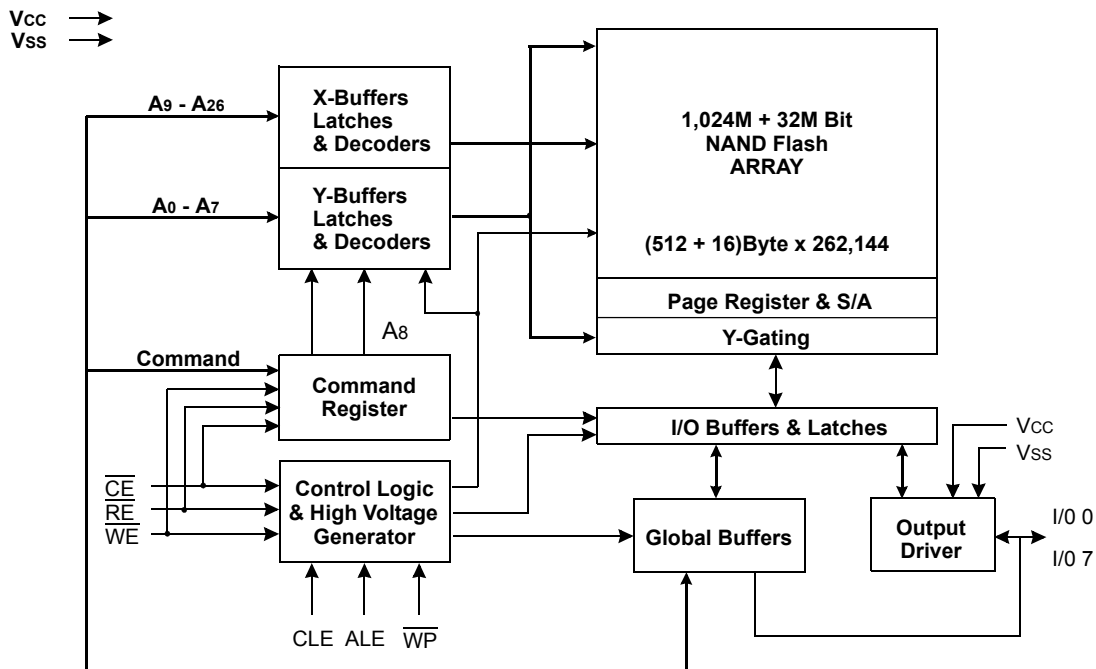 VCC
VSS
A9 - A26
X-Buffers
Latches
& Decoders
A0 - A7
Y-Buffers
Latches
& Decoders
1,024M + 32M Bit
NAND Flash
ARRAY
(512 + 16)Byte x 262,144
Page Register & S/A
Y-Gating
A8
Command
Command
Register
I/O Buffers & Latches
VCC
VSS
CE
RE
WE
Control Logic
& High Voltage
Generator
Global Buffers
Output
Driver
I/0 0
I/0 7
CLE
ALE
WP